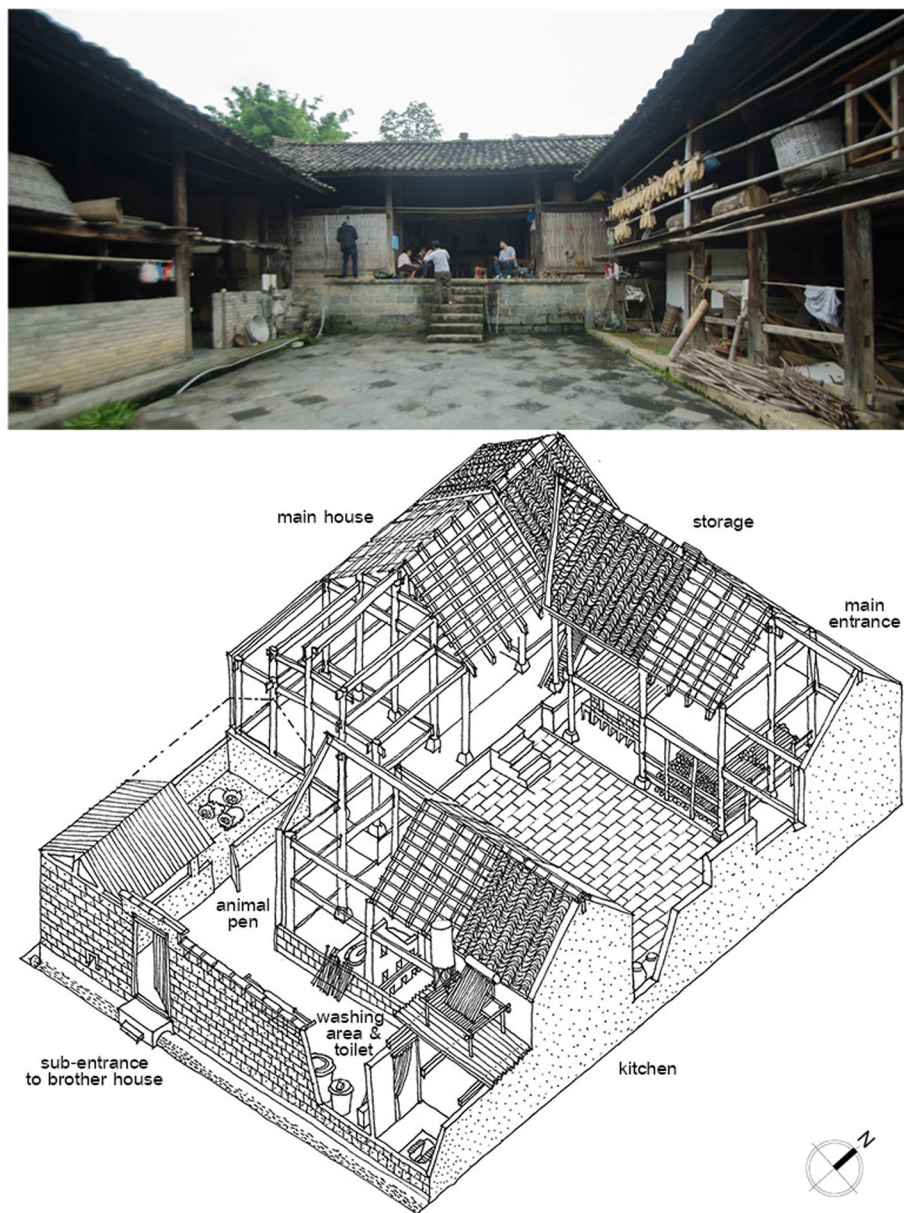 main house
storage
main
entrance
animal
pen
washing
area &
toilet
sub-entrance
to brother house
kitchen
N